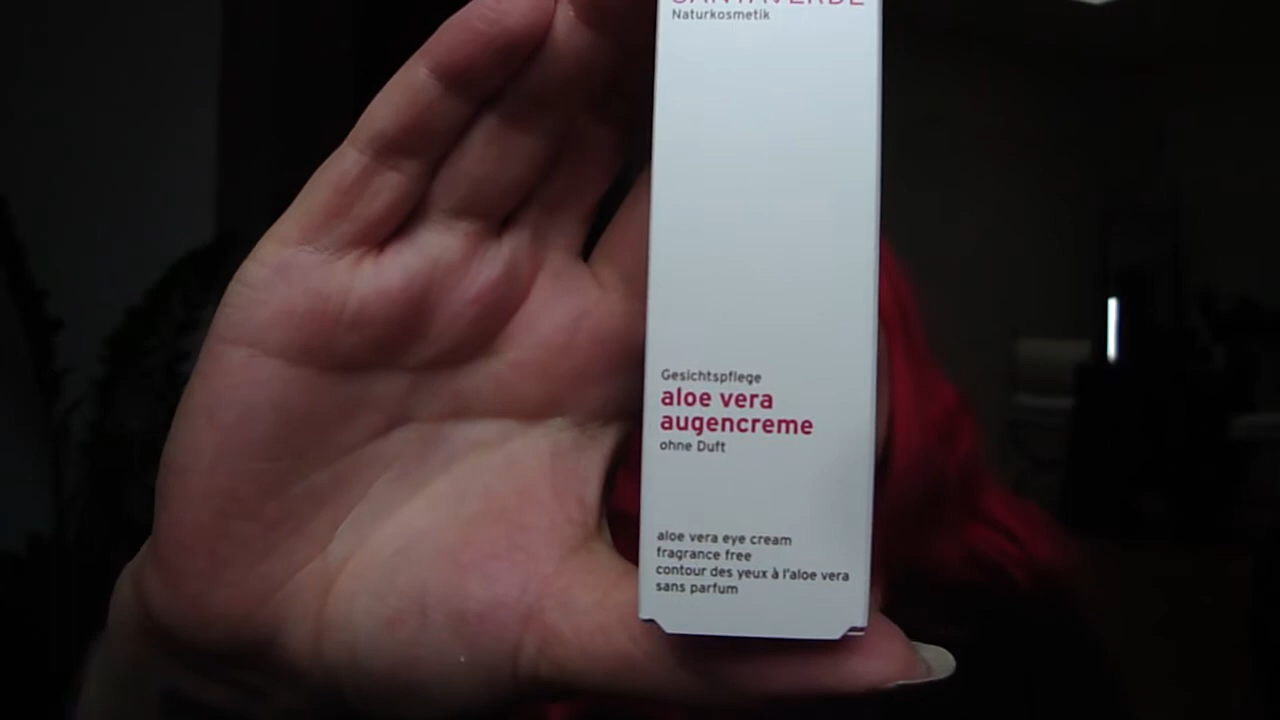 SANTAVERDE
Naturkosmetik
Gesichtspflege
aloe vera
augencreme
ohne Duft
aloe vera eye cream
fragrance free
contour des yeux à l'aloe vera
sans parfum